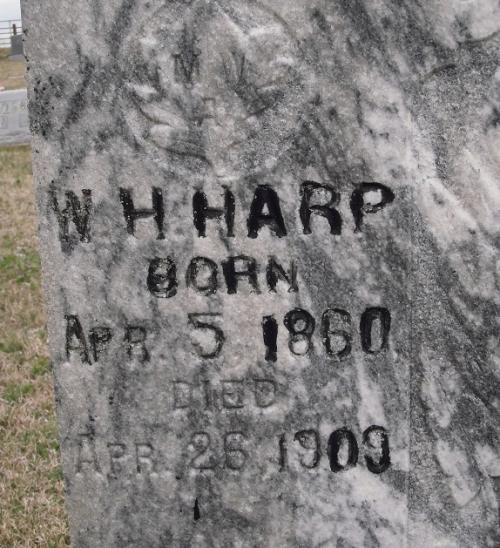 W H HARP
BORN
APR 5 1860
DIED
APR 26 1909